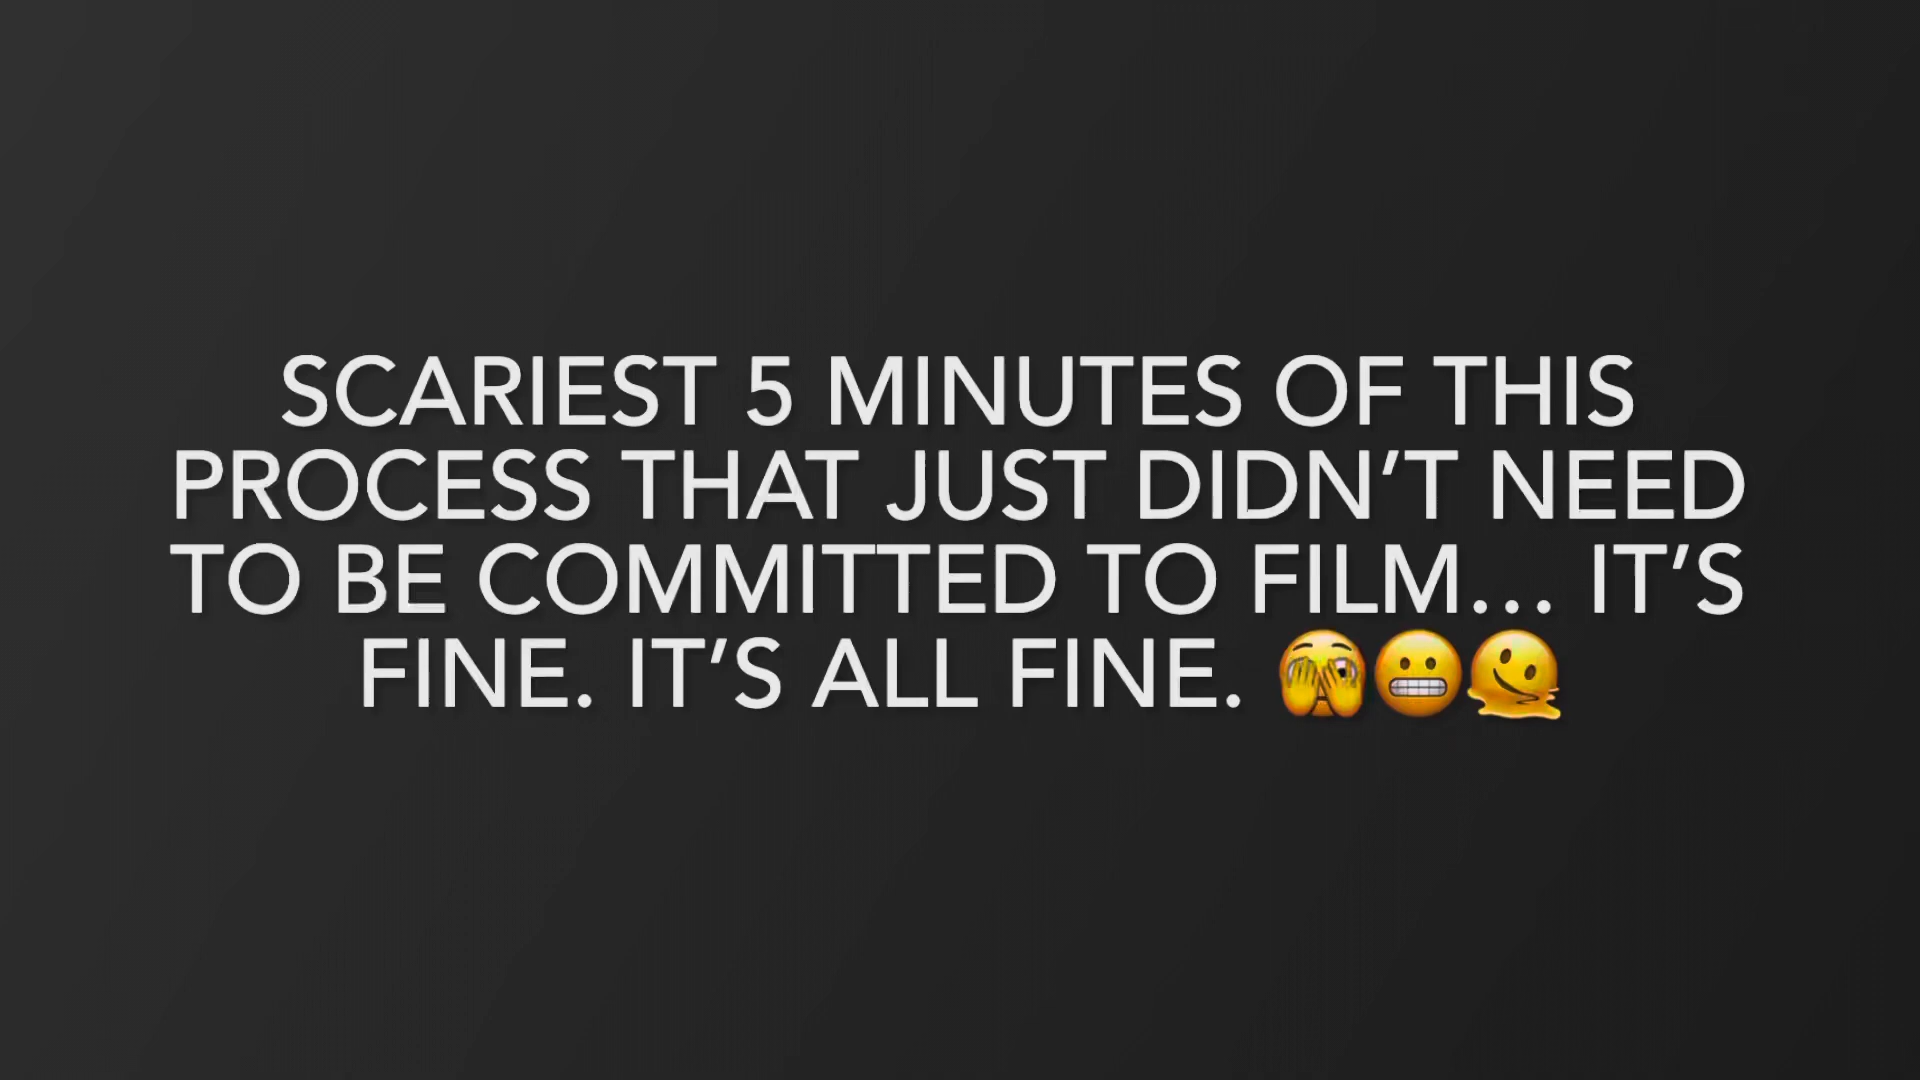 SCARIEST 5 MINUTES OF THIS
PROCESS THAT JUST DIDN’T NEED
TO BE COMMITTED TO FILM… IT’S
FINE. IT’S ALL FINE. 🫣😬🫠